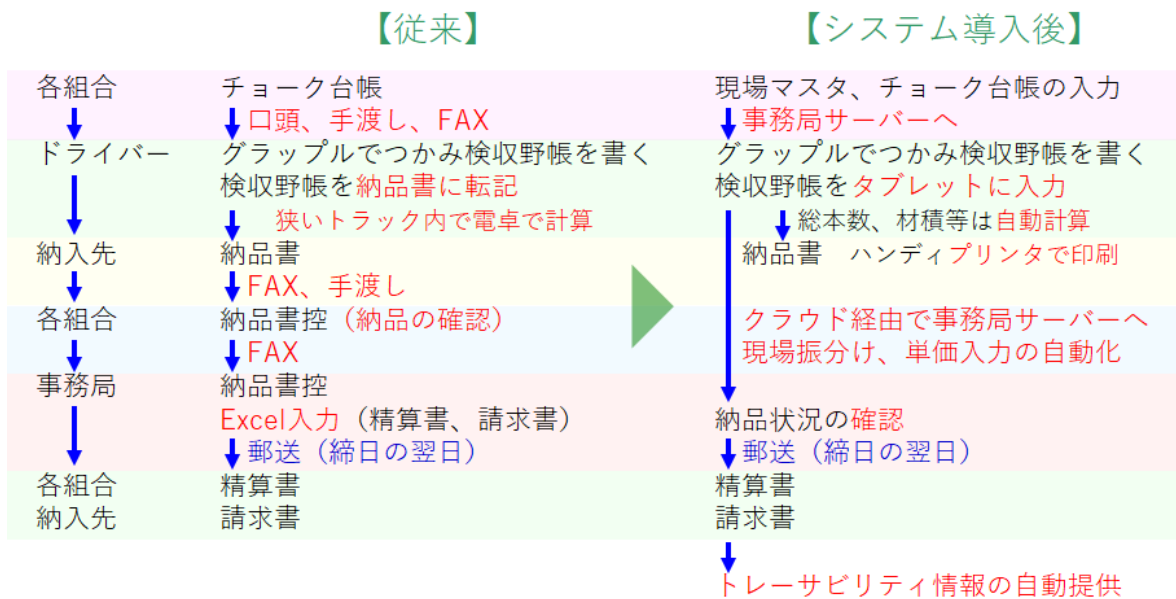 【従来】 【システム導入後】
各組合 チョーク台帳 現場マスタ、チョーク台帳の入力
口頭、手渡し、FAX 事務局サーバーへ
ドライバー グラップルでつかみ検収野帳を書く グラップルでつかみ検収野帳を書く
検収野帳を納品書に転記 検収野帳をタブレットに入力
狭いトラック内で電卓で計算 総本数、材積等は自動計算
納入先 納品書 納品書 ハンディプリンタで印刷
FAX、手渡し
各組合 納品書控（納品の確認） クラウド経由で事務局サーバーへ
FAX 現場振分け、単価入力の自動化
事務局 納品書控
Excel入力（精算書、請求書） 納品状況の確認
郵送（締日の翌日） 郵送（締日の翌日）
各組合 精算書 精算書
納入先 請求書 請求書
トレーサビリティ情報の自動提供